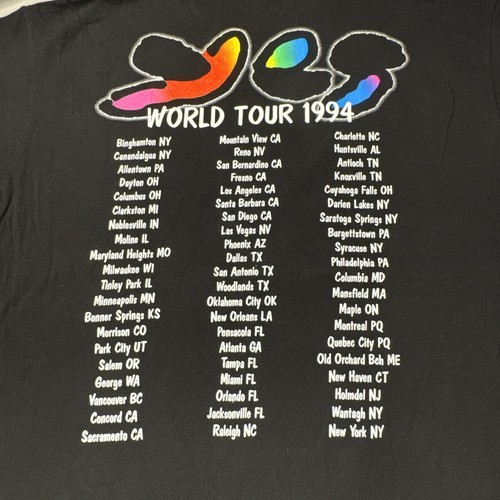 yes
WORLD TOUR 1994
Binghamton NY
Canandaigua NY
Allentown PA
Dayton OH
Columbus OH
Clarkston MI
Noblesville IN
Moline IL
Maryland Heights MO
Milwaukee WI
Tinley Park IL
Minneapolis MN
Bonner Springs KS
Morrison CO
Park City UT
Salem OR
George WA
Vancouver BC
Concord CA
Sacramento CA
Mountain View CA
Reno NV
San Bernardino CA
Fresno CA
Los Angeles CA
Santa Barbara CA
San Diego CA
Las Vegas NV
Phoenix AZ
Dallas TX
San Antonio TX
Woodlands TX
Oklahoma City OK
New Orleans LA
Pensacola FL
Atlanta GA
Tampa FL
Miami FL
Orlando FL
Jacksonville FL
Raleigh NC
Charlotte NC
Huntsville AL
Antioch TN
Knoxville TN
Cuyahoga Falls OH
Darien Lakes NY
Saratoga Springs NY
Burgettstown PA
Syracuse NY
Philadelphia PA
Columbia MD
Mansfield MA
Maple ON
Montreal PQ
Quebec City PQ
Old Orchard Bch ME
New Haven CT
Holmdel NJ
Wantagh NY
New York NY